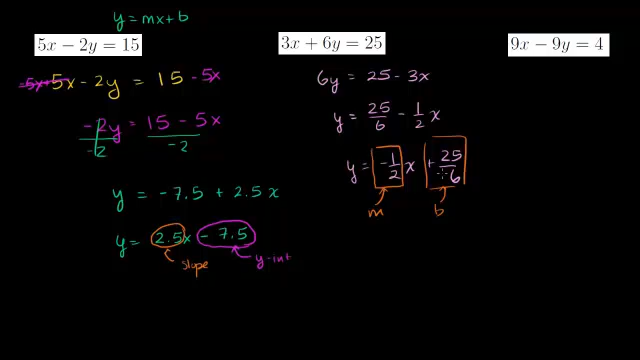 y = mx + b
5x − 2y = 15
-5x + 5x − 2y = 15 − 5x
−2y = 15 − 5x
−2 −2
y = −7.5 + 2.5x
y = 2.5x − 7.5
slope
y-int
3x + 6y = 25
6y = 25 − 3x
y = 25/6 − 1/2 x
y = −1/2 x + 25/6
m
b
9x − 9y = 4